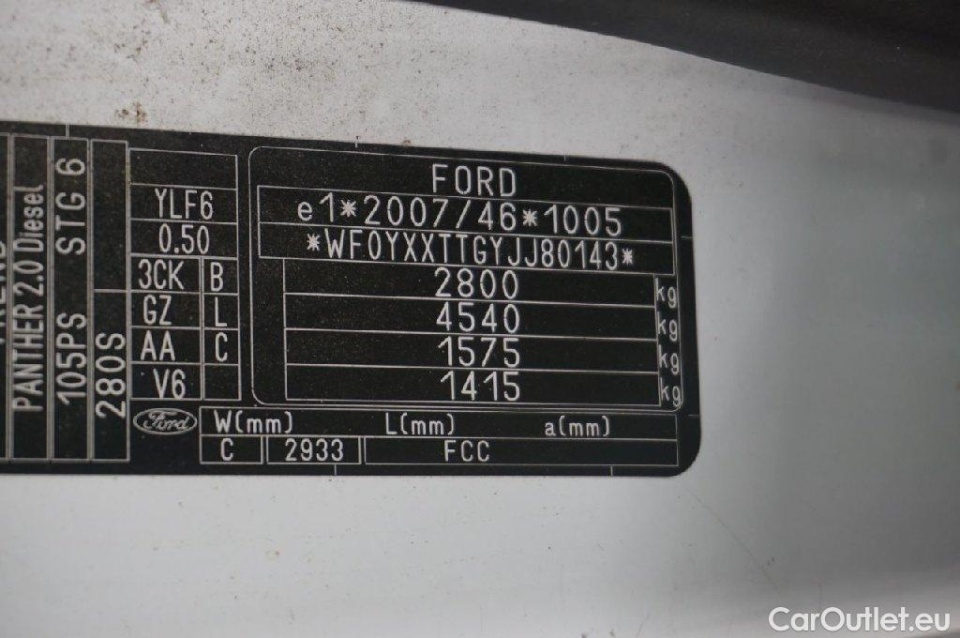 PANTHER 2.0 Diesel
105PS STG 6
280S
YLF6
0.50
3CK B
GZ L
AA C
V6
FORD
e1*2007/46*1005
*WF0YXXTTGYJJ80143*
2800 kg
4540 kg
1575 kg
1415 kg
Ford W(mm) L(mm) a(mm)
C 2933 FCC
CarOutlet.eu